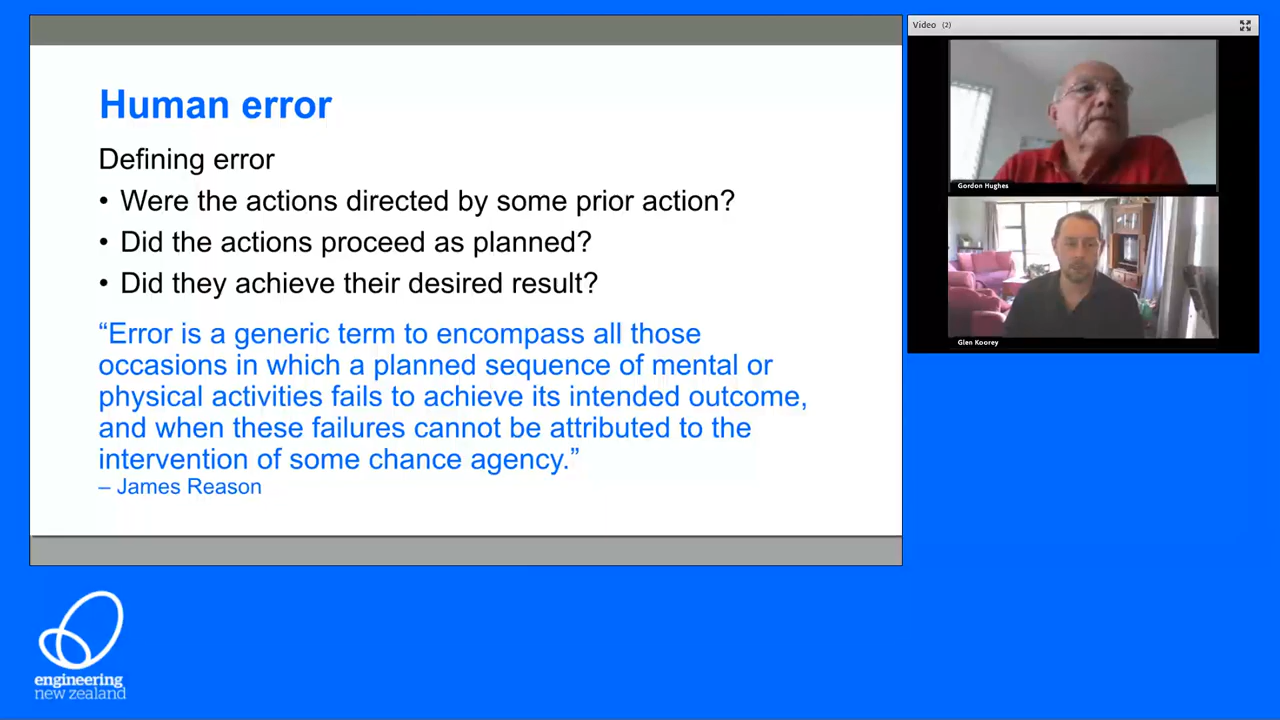 Human error
Defining error
• Were the actions directed by some prior action?
• Did the actions proceed as planned?
• Did they achieve their desired result?
“Error is a generic term to encompass all those
occasions in which a planned sequence of mental or
physical activities fails to achieve its intended outcome,
and when these failures cannot be attributed to the
intervention of some chance agency.”
– James Reason
Video (2)
Gordon Hughes
Glen Koorey
engineering
new zealand